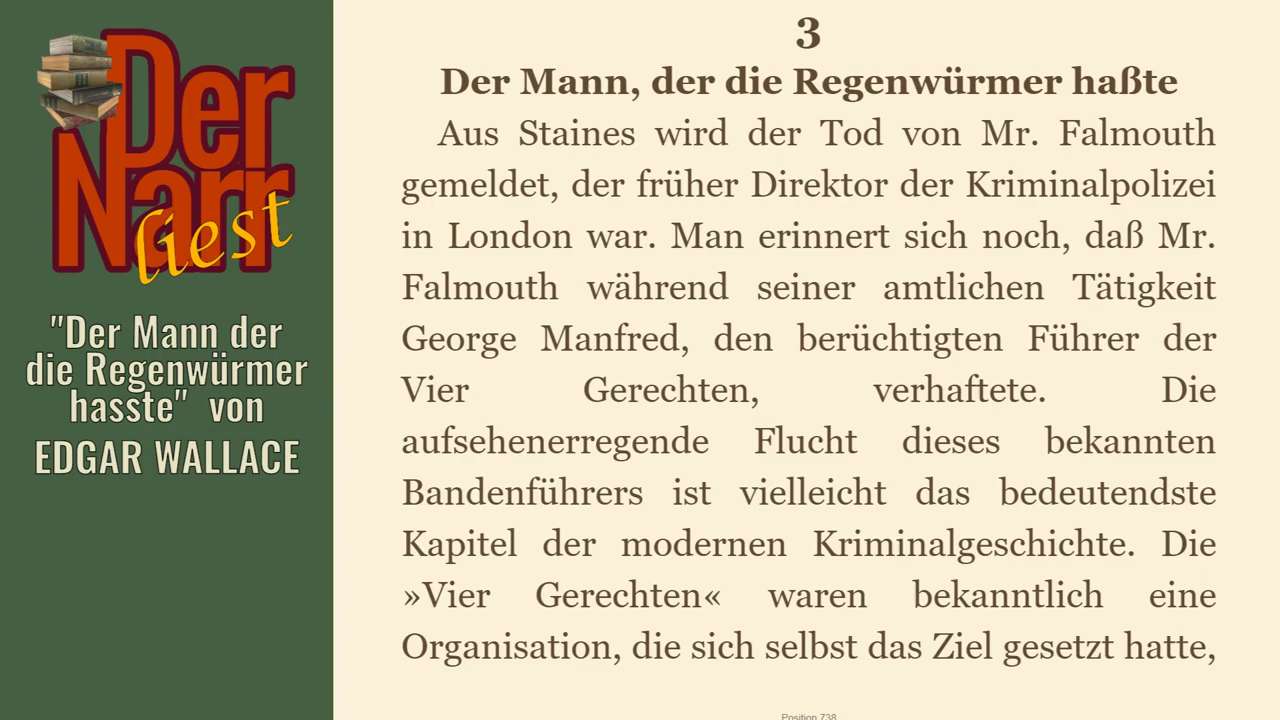 Der
Narr
liest
"Der Mann der
die Regenwürmer
hasste" von
EDGAR WALLACE
3
Der Mann, der die Regenwürmer haßte
Aus Staines wird der Tod von Mr. Falmouth
gemeldet, der früher Direktor der Kriminalpolizei
in London war. Man erinnert sich noch, daß Mr.
Falmouth während seiner amtlichen Tätigkeit
George Manfred, den berüchtigten Führer der
Vier Gerechten, verhaftete. Die
aufsehenerregende Flucht dieses bekannten
Bandenführers ist vielleicht das bedeutendste
Kapitel der modernen Kriminalgeschichte. Die
»Vier Gerechten« waren bekanntlich eine
Organisation, die sich selbst das Ziel gesetzt hatte,
Position 738